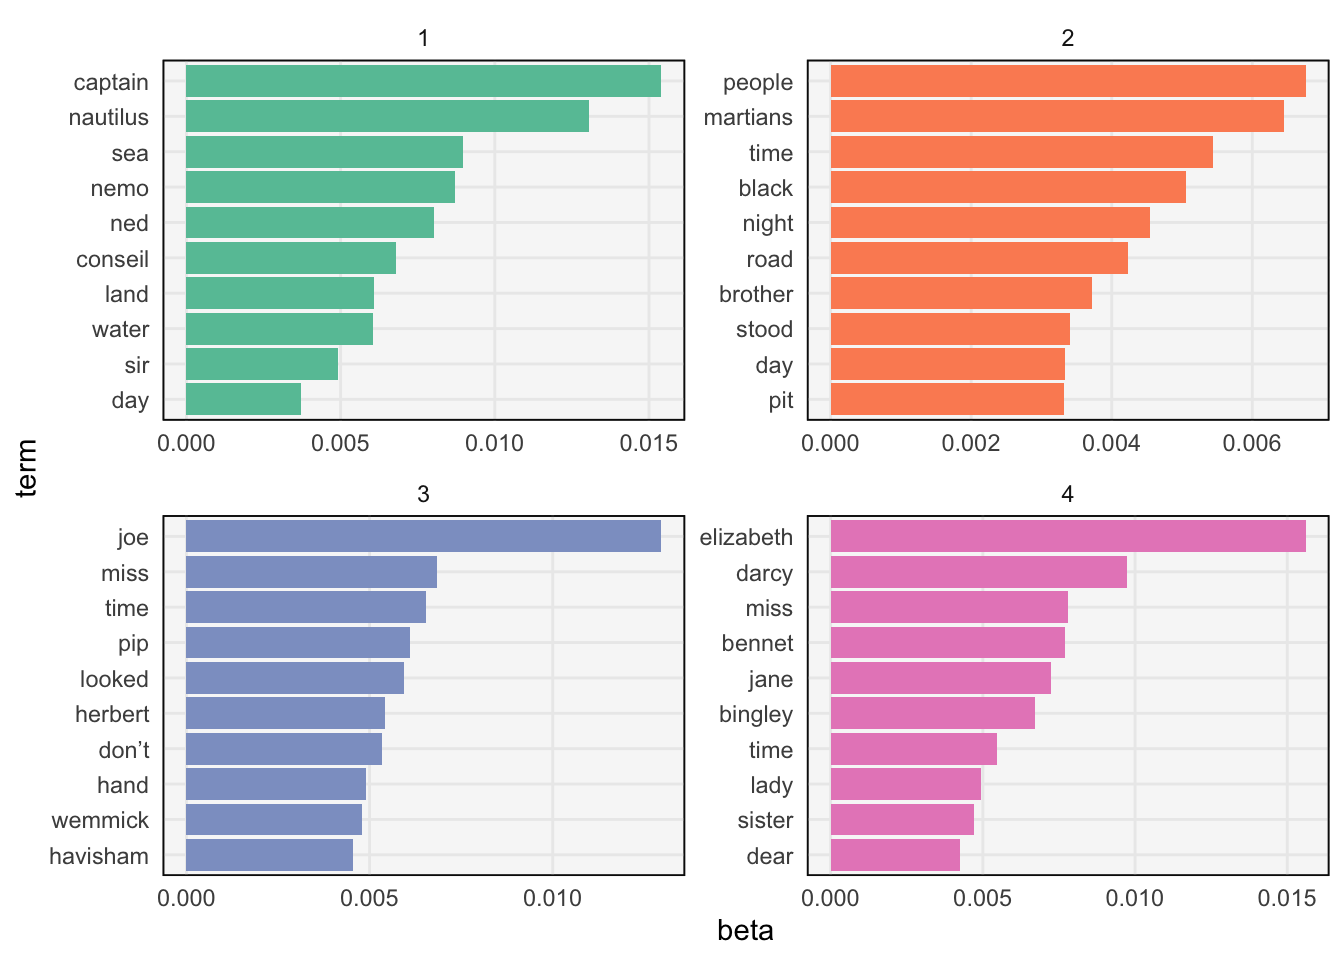 1
captain
nautilus
sea
nemo
ned
conseil
land
water
sir
day
0.000 0.005 0.010 0.015
2
people
martians
time
black
night
road
brother
stood
day
pit
0.000 0.002 0.004 0.006
term
3
joe
miss
time
pip
looked
herbert
don’t
hand
wemmick
havisham
0.000 0.005 0.010
4
elizabeth
darcy
miss
bennet
jane
bingley
time
lady
sister
dear
0.000 0.005 0.010 0.015
beta